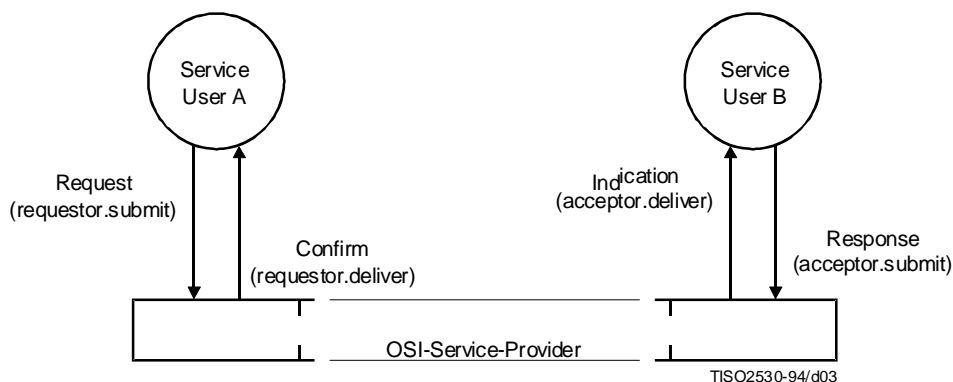 Service
User A
Service
User B
Request
(requestor.submit)
Indication
(acceptor.deliver)
Confirm
(requestor.deliver)
Response
(acceptor.submit)
OSI-Service-Provider
TISO2530-94/d03